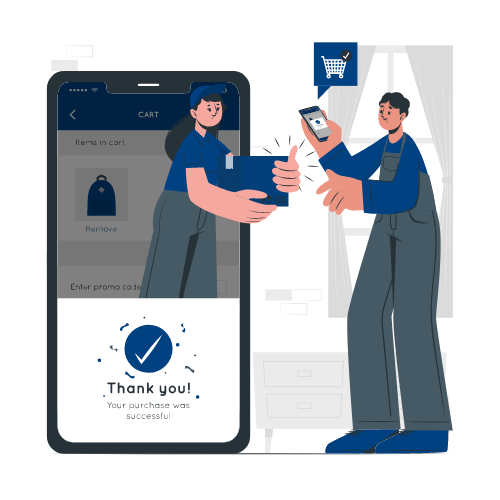 CART
Items in cart
Remove
Enter promo code
Thank you!
Your purchase was
successful